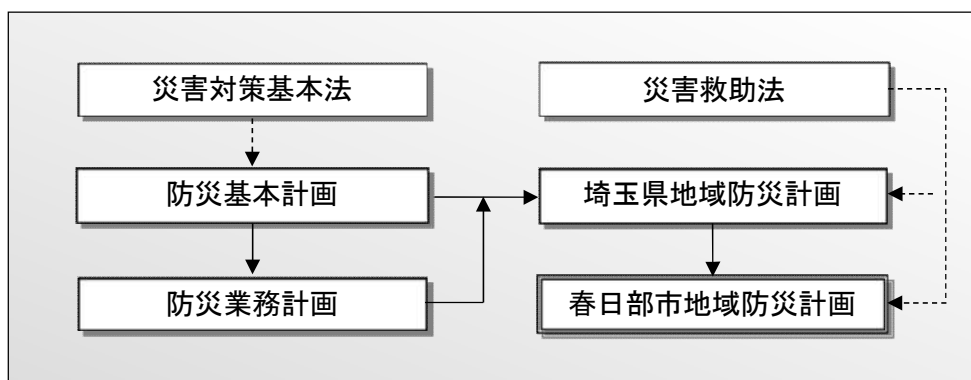 災害対策基本法
災害救助法
防災基本計画
埼玉県地域防災計画
防災業務計画
春日部市地域防災計画